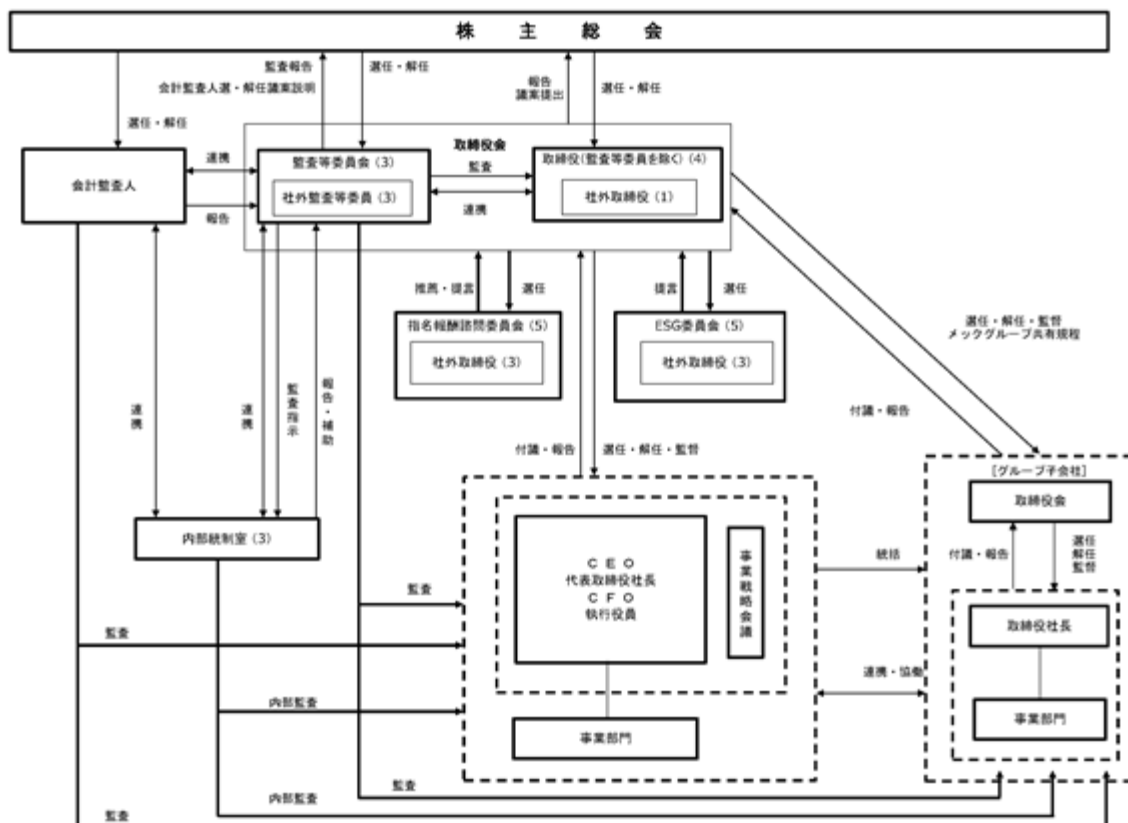 株 主 総 会
監査報告
会計監査人選・解任議案説明
選任・解任
報告
議案提出
選任・解任
選任・解任
取締役会
会計監査人
連携
報告
監査等委員会 (3)
社外監査等委員 (3)
監査
連携
取締役(監査等委員を除く) (4)
社外取締役 (1)
推薦・提言
選任
提言
選任
指名報酬諮問委員会 (5)
社外取締役 (3)
ESG委員会 (5)
社外取締役 (3)
選任・解任・監督
メックグループ共有規程
付議・報告
連携
連携
監査指示
報告・補助
付議・報告
選任・解任・監督
内部統制室 (3)
[グループ子会社]
取締役会
付議・報告
選任
解任
監督
取締役社長
事業部門
CEO
代表取締役社長
CFO
執行役員
事業戦略会議
事業部門
統括
連携・協働
監査
監査
内部監査
監査
内部監査
監査